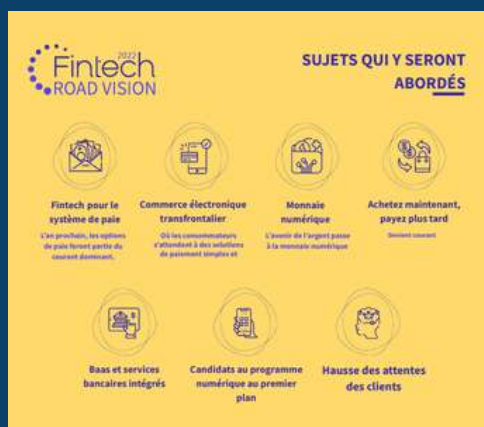 2022
Fintech
ROAD VISION
SUJETS QUI Y SERONT
ABORDÉS
Fintech pour le
système de paie
L'an prochain, les options
de paie feront partie du
courant dominant.
Commerce électronique
transfrontalier
Où les consommateurs
s'attendent à des solutions
de paiement simples et
Monnaie
numérique
L'avenir de l'argent passe
à la monnaie numérique
Achetez maintenant,
payez plus tard
Devient courant
Baas et services
bancaires intégrés
Candidats au programme
numérique au premier
plan
Hausse des attentes
des clients